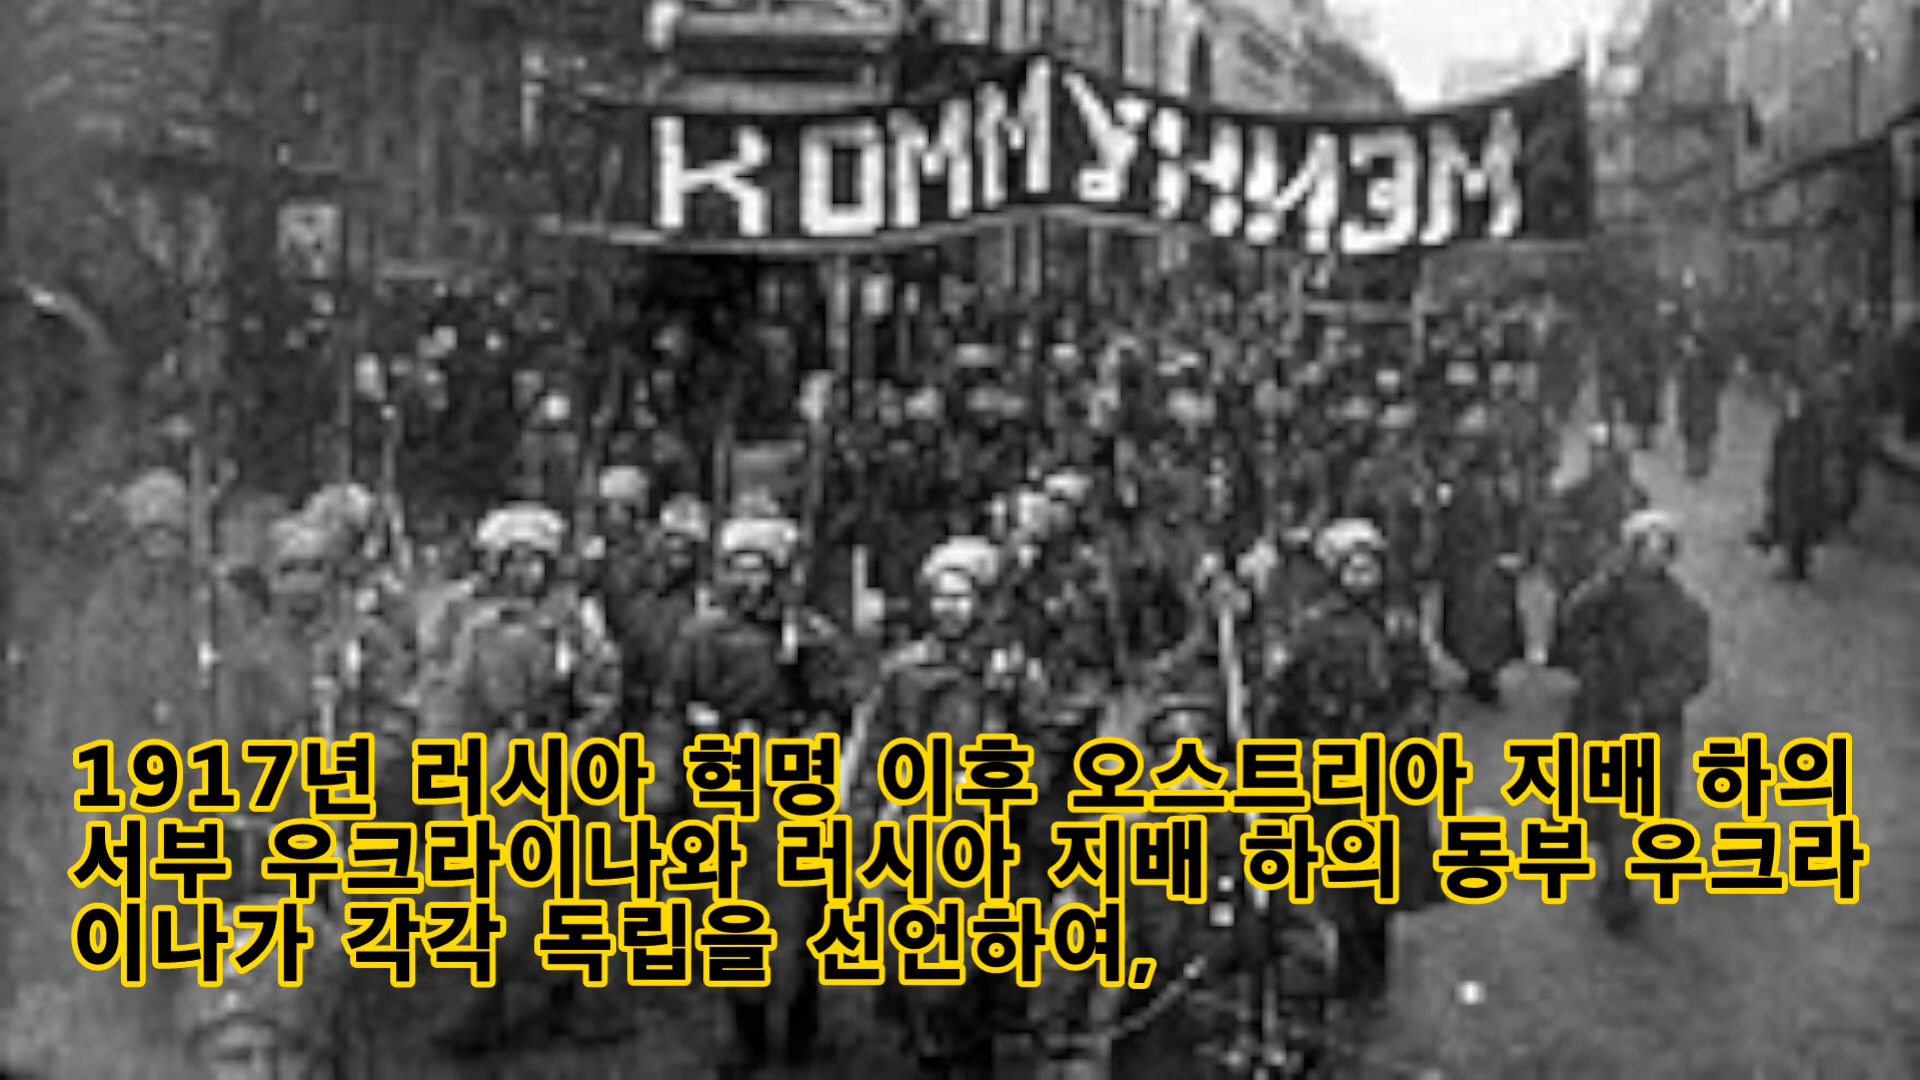 КОММУНИЗМ
1917년 러시아 혁명 이후 오스트리아 지배 하의
서부 우크라이나와 러시아 지배 하의 동부 우크라
이나가 각각 독립을 선언하여,